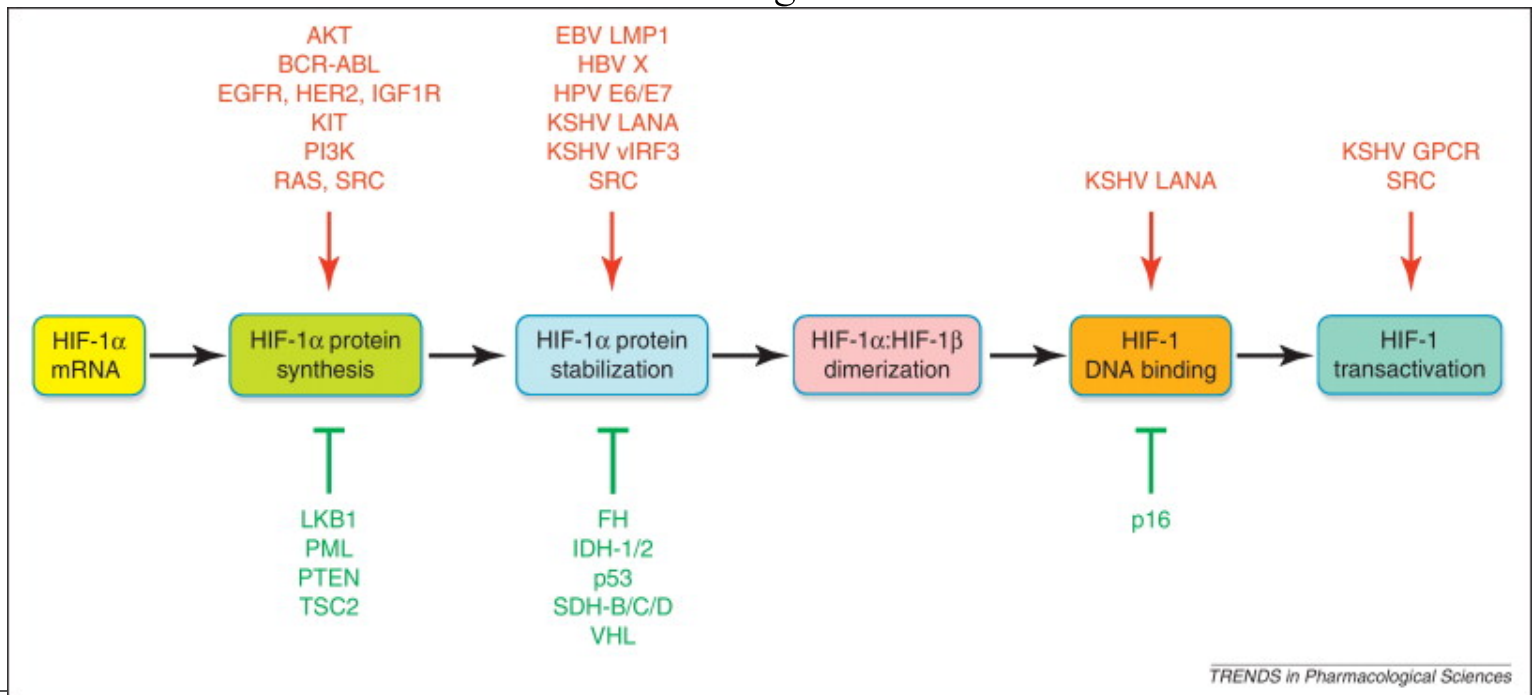 AKT
BCR-ABL
EGFR, HER2, IGF1R
KIT
PI3K
RAS, SRC
EBV LMP1
HBV X
HPV E6/E7
KSHV LANA
KSHV vIRF3
SRC
KSHV LANA
KSHV GPCR
SRC
HIF-1α
mRNA
HIF-1α protein
synthesis
HIF-1α protein
stabilization
HIF-1α:HIF-1β
dimerization
HIF-1
DNA binding
HIF-1
transactivation
LKB1
PML
PTEN
TSC2
FH
IDH-1/2
p53
SDH-B/C/D
VHL
p16
TRENDS in Pharmacological Sciences